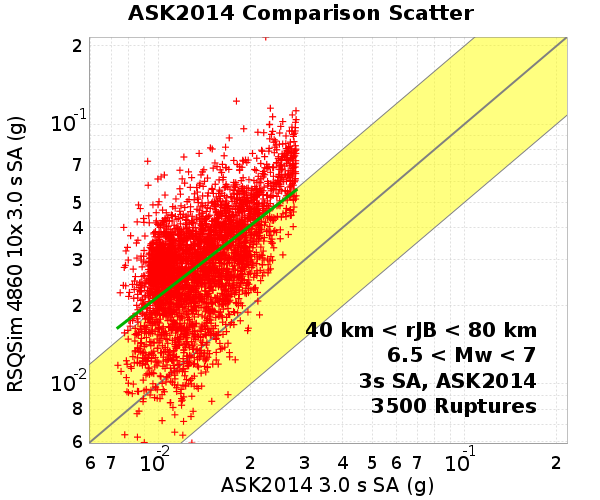 ASK2014 Comparison Scatter
2
10-1
7
5
4
3
2
10-2
8
6
RSQSim 4860 10x 3.0 s SA (g)
40 km < rJB < 80 km
6.5 < Mw < 7
3s SA, ASK2014
3500 Ruptures
6 7 10-2 2 3 4 5 6 7 10-1 2
ASK2014 3.0 s SA (g)